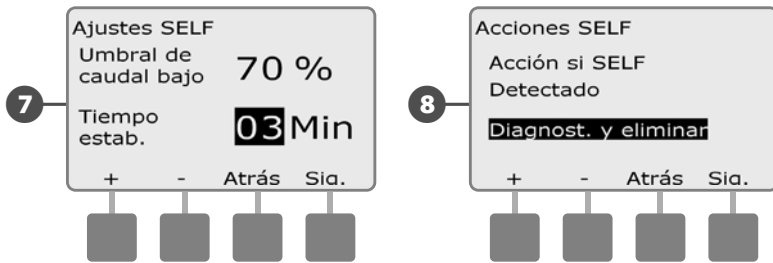 7
Ajustes SELF
Umbral de
caudal bajo
70 %
Tiempo
estab.
03 Min
+ - Atrás Sig.
8
Acciones SELF
Acción si SELF
Detectado
Diagnost. y eliminar
+ - Atrás Sig.